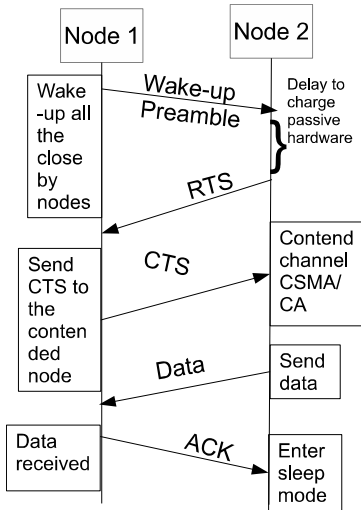 Node 1
Node 2
Wake
-up all
the
close
by
nodes
Wake-up
Preamble
Delay to
charge
passive
hardware
RTS
Send
CTS to
the
conten
ded
node
CTS
Contend
channel
CSMA/
CA
Data
Send
data
Data
received
ACK
Enter
sleep
mode